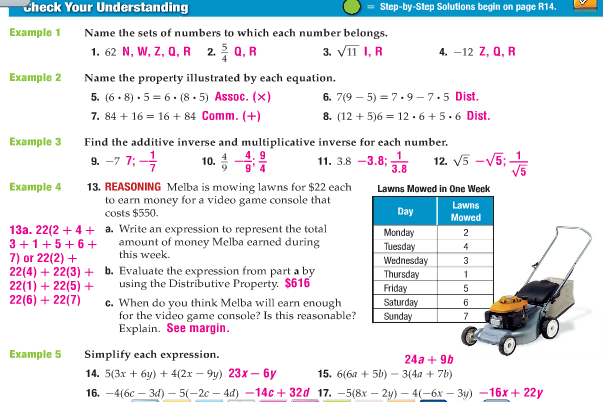 Check Your Understanding
= Step-by-Step Solutions begin on page R14.
Example 1 Name the sets of numbers to which each number belongs.
1. 62 N, W, Z, Q, R 2. 5/4 Q, R 3. √11 I, R 4. −12 Z, Q, R
Example 2 Name the property illustrated by each equation.
5. (6 • 8) • 5 = 6 • (8 • 5) Assoc. (×) 6. 7(9 − 5) = 7 • 9 − 7 • 5 Dist.
7. 84 + 16 = 16 + 84 Comm. (+) 8. (12 + 5)6 = 12 • 6 + 5 • 6 Dist.
Example 3 Find the additive inverse and multiplicative inverse for each number.
9. −7 7; −1/7 10. 4/9 −4/9; 9/4 11. 3.8 −3.8; 1/3.8 12. √5 −√5; 1/√5
Example 4 13. REASONING Melba is mowing lawns for $22 each
to earn money for a video game console that
costs $550.
a. Write an expression to represent the total
amount of money Melba earned during
this week.
b. Evaluate the expression from part a by
using the Distributive Property. $616
c. When do you think Melba will earn enough
for the video game console? Is this reasonable?
Explain. See margin.
13a. 22(2 + 4 +
3 + 1 + 5 + 6 +
7) or 22(2) +
22(4) + 22(3) +
22(1) + 22(5) +
22(6) + 22(7)
Lawns Mowed in One Week
Day Lawns Mowed
Monday 2
Tuesday 4
Wednesday 3
Thursday 1
Friday 5
Saturday 6
Sunday 7
Example 5 Simplify each expression.
14. 5(3x + 6y) + 4(2x − 9y) 23x − 6y 15. 6(6a + 5b) − 3(4a + 7b) 24a + 9b
16. −4(6c − 3d) − 5(−2c − 4d) −14c + 32d 17. −5(8x − 2y) − 4(−6x − 3y) −16x + 22y